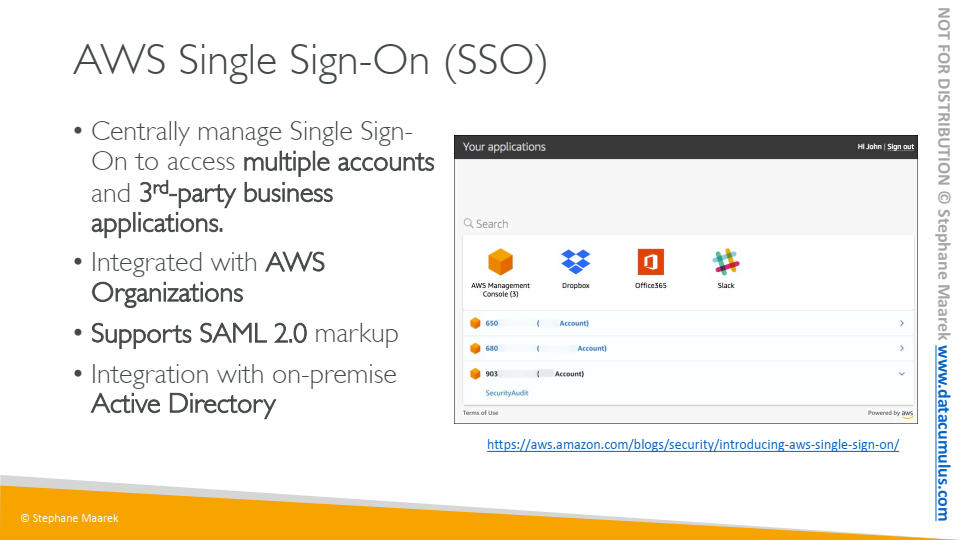 AWS Single Sign-On (SSO)
• Centrally manage Single Sign-
On to access multiple accounts
and 3rd-party business
applications.
• Integrated with AWS
Organizations
• Supports SAML 2.0 markup
• Integration with on-premise
Active Directory
Your applications
Hi John | Sign out
Search
AWS Management
Console (3)
Dropbox
Office365
Slack
650 ( Account)
680 ( Account)
903 ( Account)
SecurityAudit
Terms of Use
Powered by aws
https://aws.amazon.com/blogs/security/introducing-aws-single-sign-on/
© Stephane Maarek
NOT FOR DISTRIBUTION © Stephane Maarek www.datacumulus.com